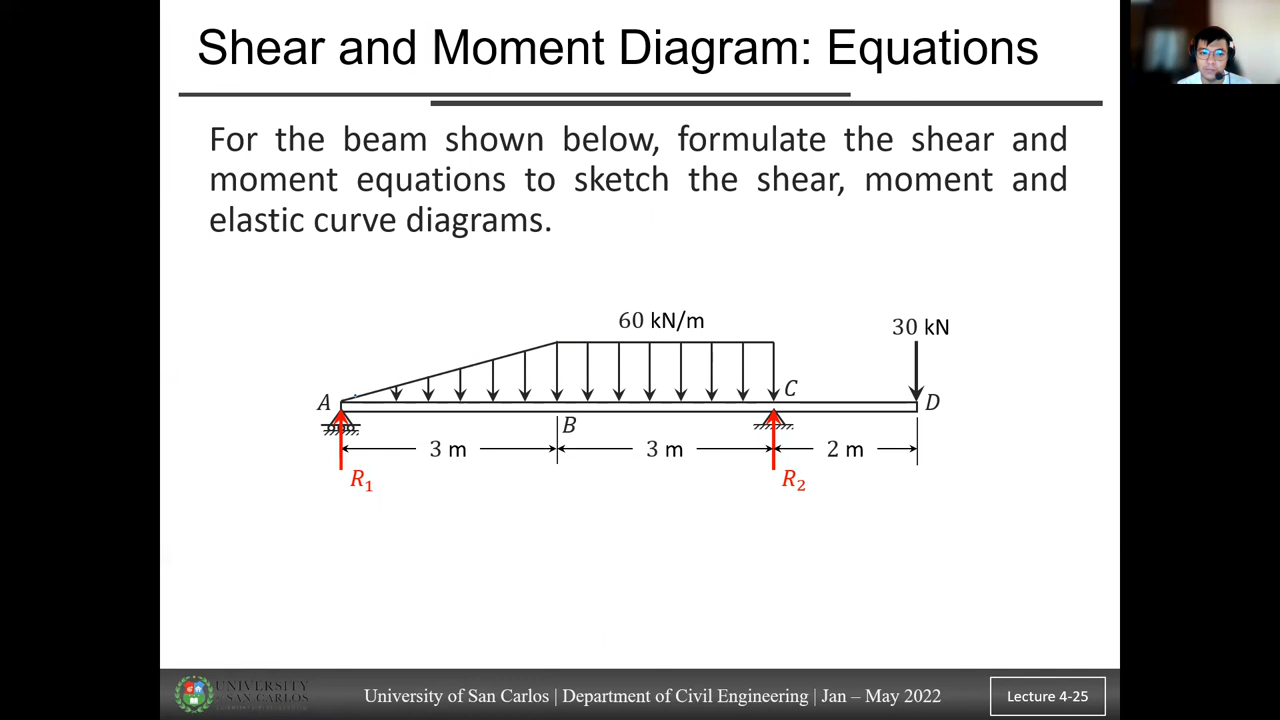 Shear and Moment Diagram: Equations
For the beam shown below, formulate the shear and
moment equations to sketch the shear, moment and
elastic curve diagrams.
60 kN/m
30 kN
A
C
D
B
3 m
3 m
2 m
R₁
R₂
UNIVERSITY
OF SAN CARLOS
University of San Carlos | Department of Civil Engineering | Jan – May 2022
Lecture 4-25